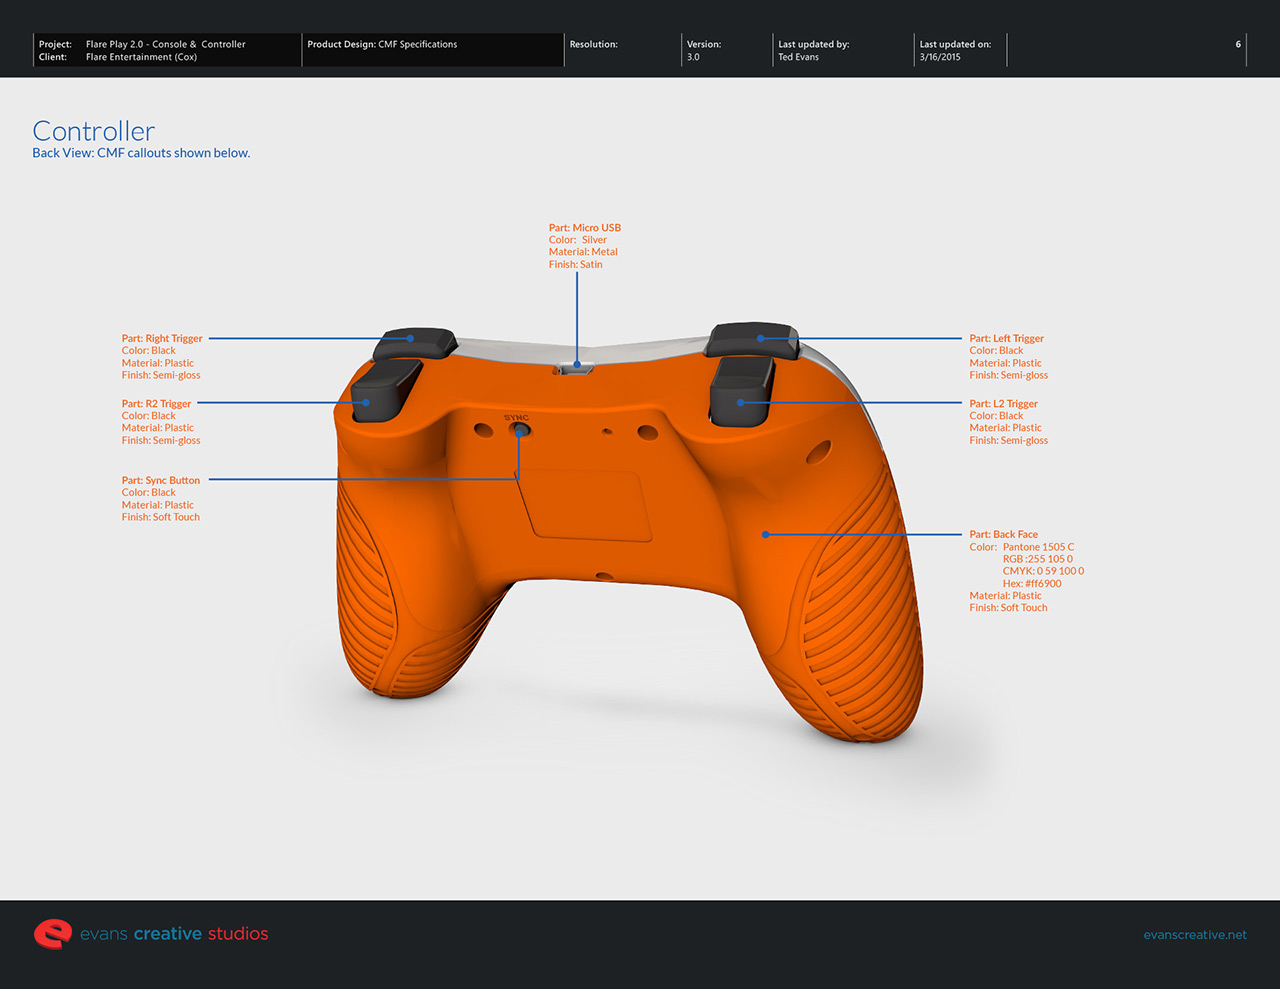 Project: Flare Play 2.0 - Console & Controller
Client: Flare Entertainment (Cox)
Product Design: CMF Specifications
Resolution:
Version:
3.0
Last updated by:
Ted Evans
Last updated on:
3/16/2015
6
Controller
Back View: CMF callouts shown below.
Part: Micro USB
Color: Silver
Material: Metal
Finish: Satin
Part: Right Trigger
Color: Black
Material: Plastic
Finish: Semi-gloss
Part: R2 Trigger
Color: Black
Material: Plastic
Finish: Semi-gloss
Part: Sync Button
Color: Black
Material: Plastic
Finish: Soft Touch
SYNC
Part: Left Trigger
Color: Black
Material: Plastic
Finish: Semi-gloss
Part: L2 Trigger
Color: Black
Material: Plastic
Finish: Semi-gloss
Part: Back Face
Color: Pantone 1505 C
RGB :255 105 0
CMYK: 0 59 100 0
Hex: #ff6900
Material: Plastic
Finish: Soft Touch
e evans creative studios
evanscreative.net